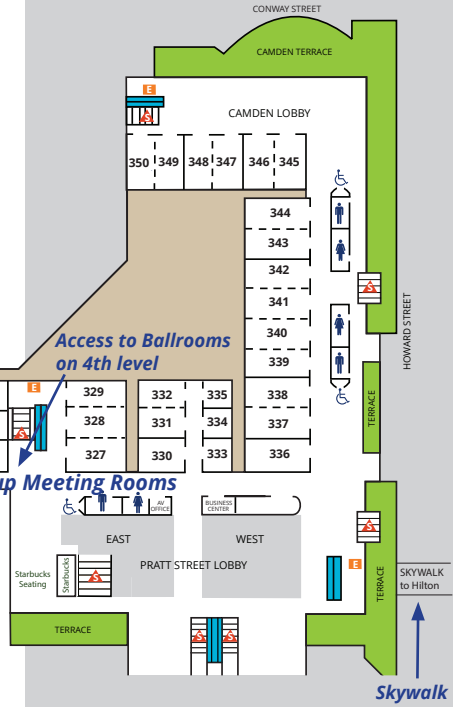 CONWAY STREET
CAMDEN TERRACE
E
S
CAMDEN LOBBY
350 349 348 347 346 345
344
343
342
341
340
339
338
337
336
S
HOWARD STREET
Access to Ballrooms
on 4th level
E
S
329
328
327
332
331
330
335
334
333
TERRACE
up Meeting Rooms
AV
OFFICE
BUSINESS
CENTER
EAST
WEST
PRATT STREET LOBBY
S
Starbucks
Seating
Starbucks
S
E
TERRACE
SKYWALK
to Hilton
TERRACE
S
S
Skywalk